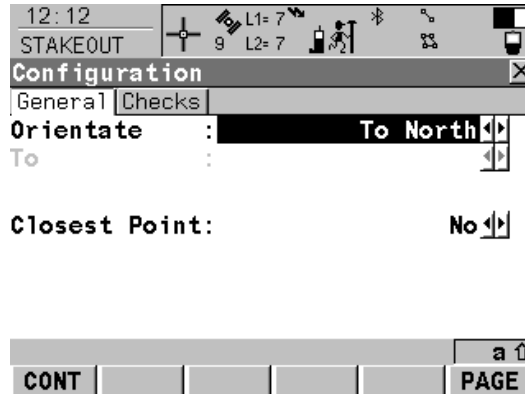 12:12
L1= 7
STAKEOUT
9 L2= 7
Configuration
General Checks
Orientate : To North
To :
Closest Point: No
a
CONT PAGE